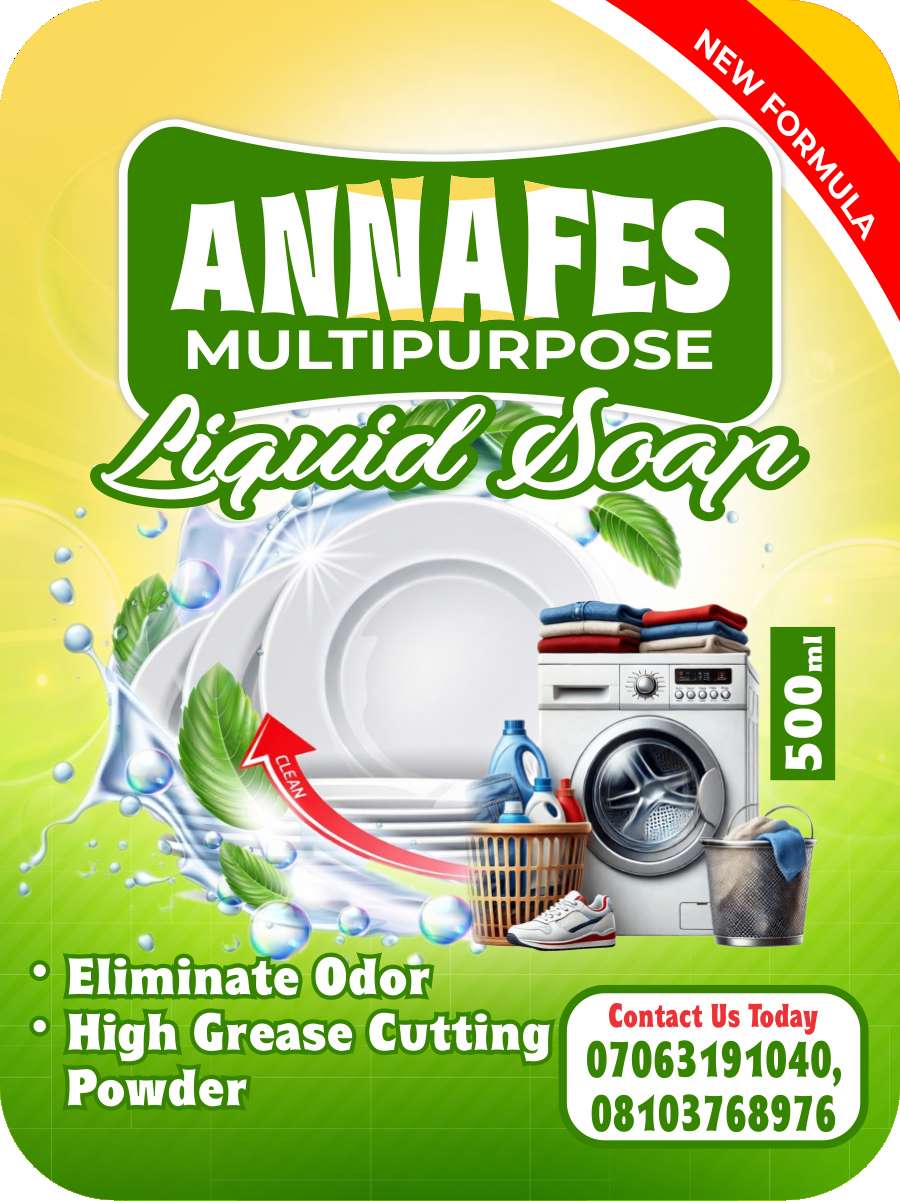 NEW FORMULA
ANNAFES
MULTIPURPOSE
Liquid Soap
500ml
CLEAN
• Eliminate Odor
• High Grease Cutting
Powder
Contact Us Today
07063191040,
08103768976